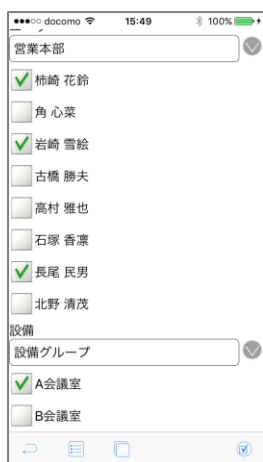 docomo 15:49 100%
営業本部
柿崎 花鈴
角 心菜
岩崎 雪絵
古橋 勝夫
高村 雅也
石塚 香凛
長尾 民男
北野 清茂
設備
設備グループ
A会議室
B会議室